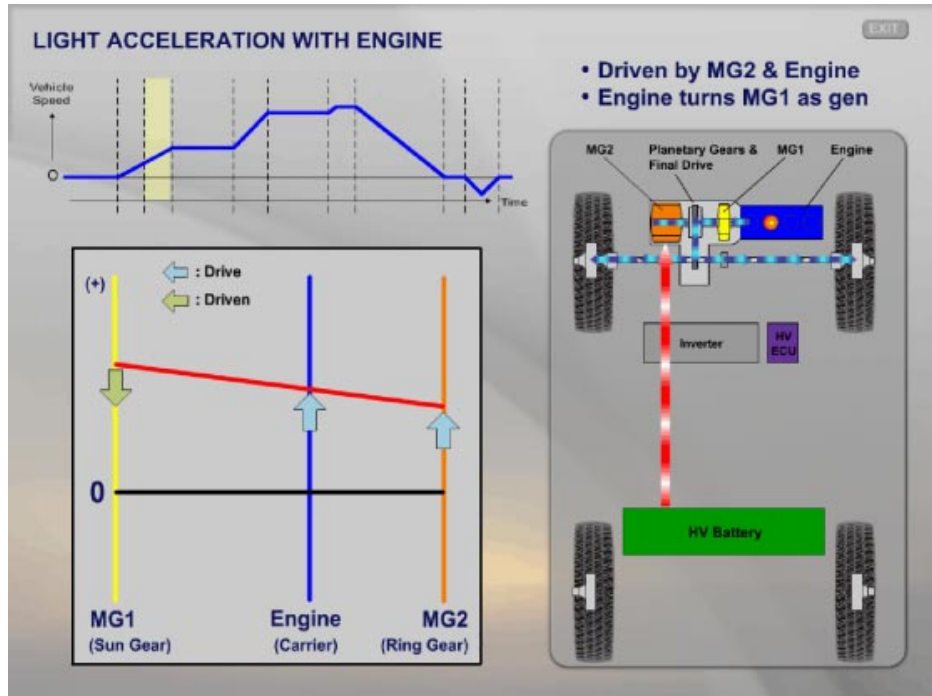 LIGHT ACCELERATION WITH ENGINE
EXIT
Vehicle
Speed
O
Time
• Driven by MG2 & Engine
• Engine turns MG1 as gen
MG2
Planetary Gears &
Final Drive
MG1
Engine
Inverter
HV
ECU
HV Battery
(+)
: Drive
: Driven
0
MG1
(Sun Gear)
Engine
(Carrier)
MG2
(Ring Gear)